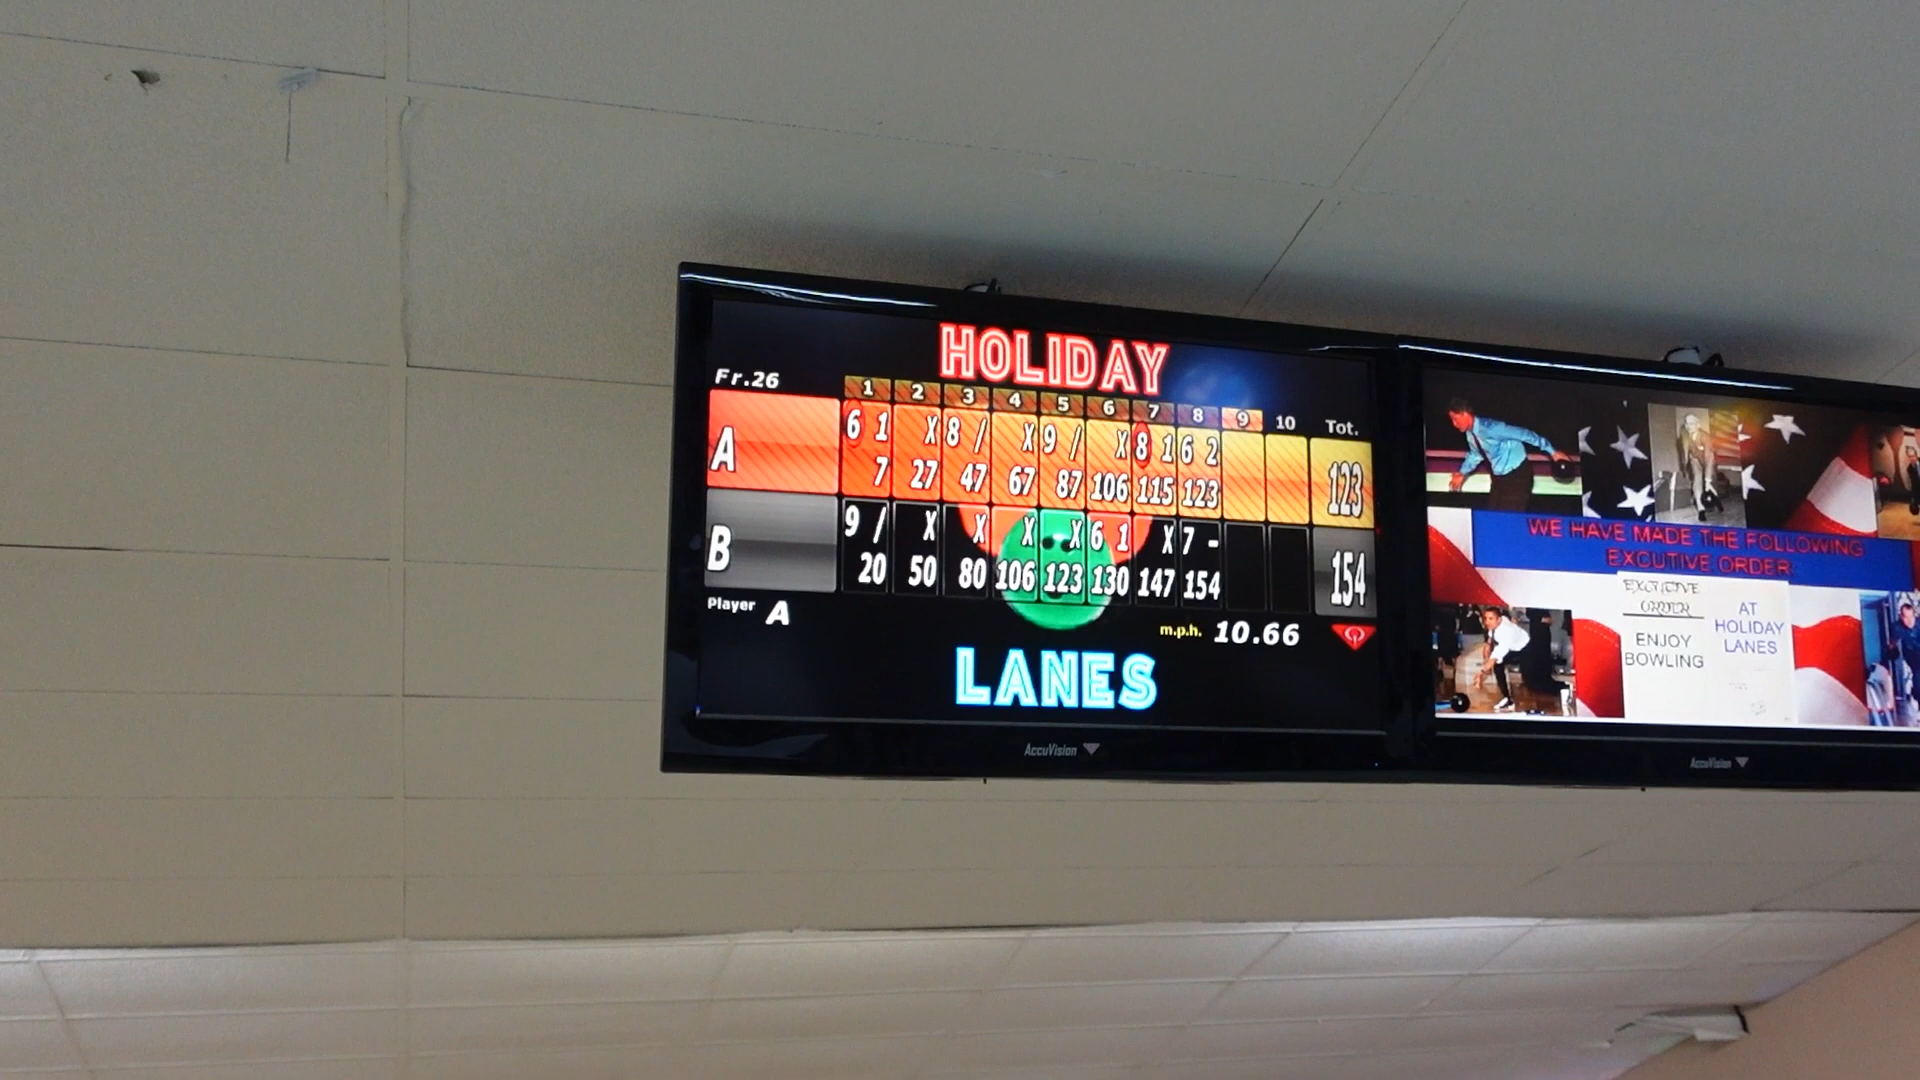 HOLIDAY
Fr.26
1 2 3 4 5 6 7 8 9 10 Tot.
A
6 1 X 8 / X 9 / X 8 1 6 2
7 27 47 67 87 106 115 123
123
B
9 / X X X X 6 1 X 7 -
20 50 80 106 123 130 147 154
154
Player A
m.p.h. 10.66
LANES
AccuVision
WE HAVE MADE THE FOLLOWING
EXCUTIVE ORDER:
EXCUTIVE
ORDER
ENJOY
BOWLING
AT
HOLIDAY
LANES
AccuVision